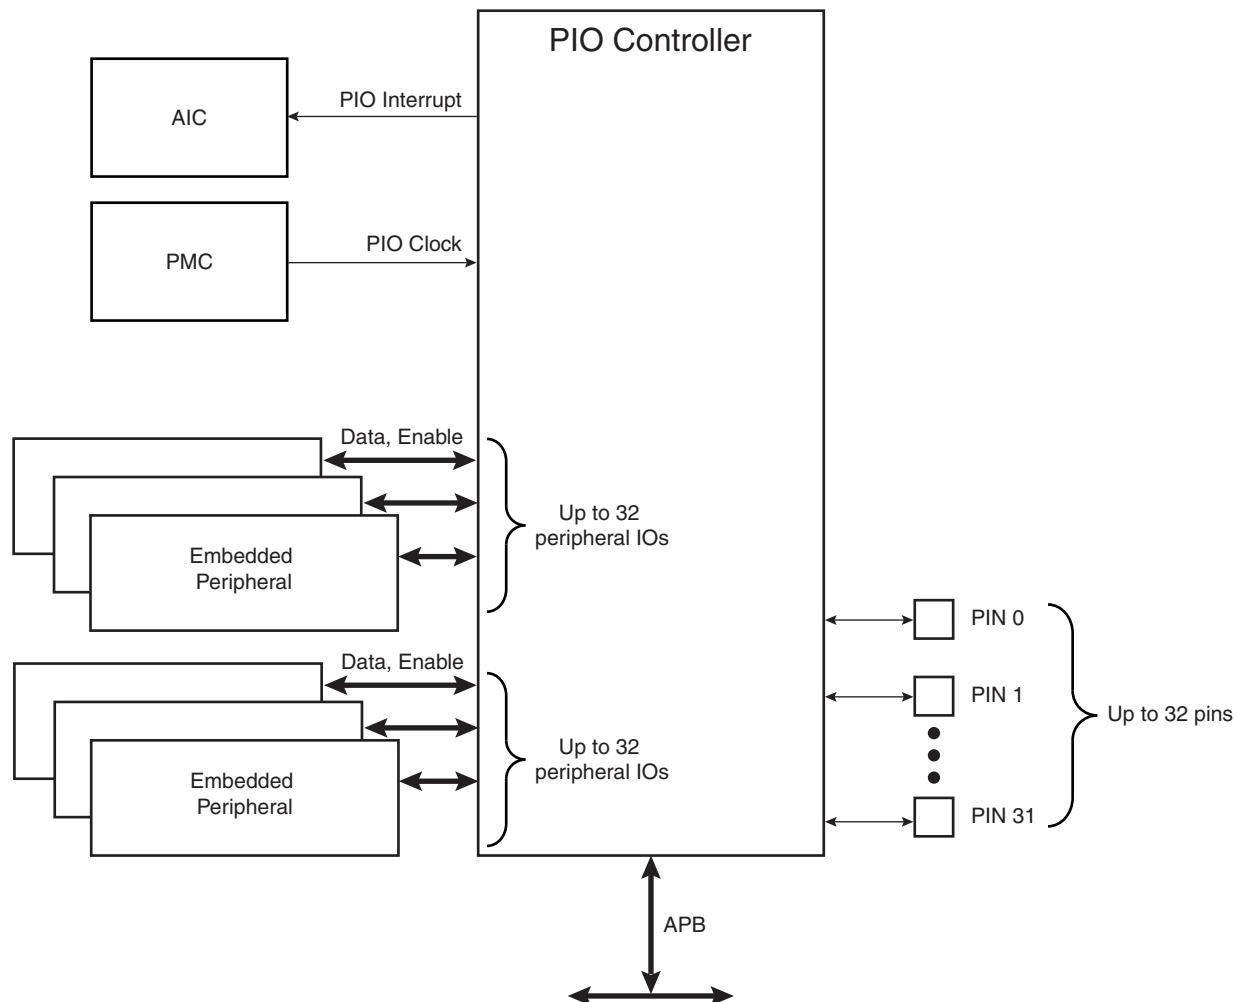 PIO Controller
PIO Interrupt
AIC
PIO Clock
PMC
Data, Enable
Up to 32
peripheral IOs
Embedded
Peripheral
PIN 0
Data, Enable
PIN 1
Up to 32 pins
Up to 32
peripheral IOs
Embedded
Peripheral
PIN 31
APB